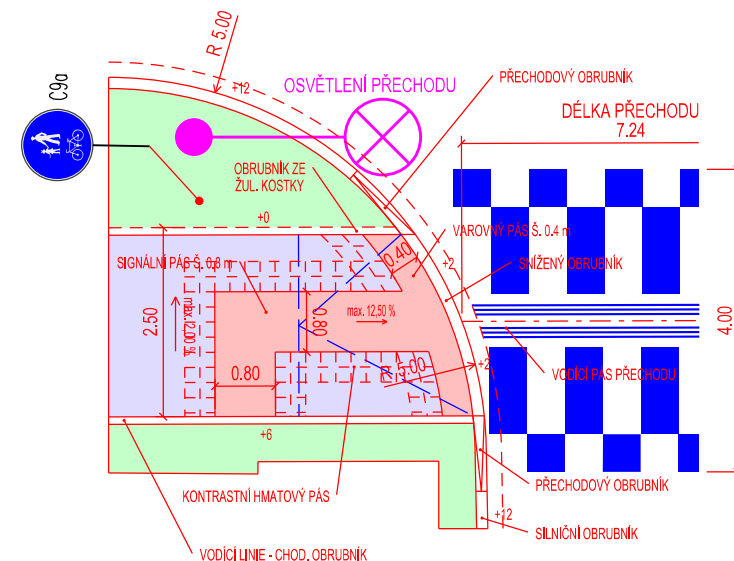 R 5.00
C9a
+12
OSVĚTLENÍ PŘECHODU
PŘECHODOVÝ OBRUBNÍK
DÉLKA PŘECHODU
7.24
OBRUBNÍK ZE
ŽUL. KOSTKY
+0
VAROVNÝ PÁS Š. 0.4 m
SIGNÁLNÍ PÁS Š. 0.8 m
0.40
+2
SNÍŽENÝ OBRUBNÍK
2.50
max. 12,00 %
0.80
max. 12,50 %
4.00
0.80
5.00
+2
VODÍCÍ PÁS PŘECHODU
+6
PŘECHODOVÝ OBRUBNÍK
KONTRASTNÍ HMATOVÝ PÁS
+12
SILNIČNÍ OBRUBNÍK
VODÍCÍ LINIE - CHOD. OBRUBNÍK